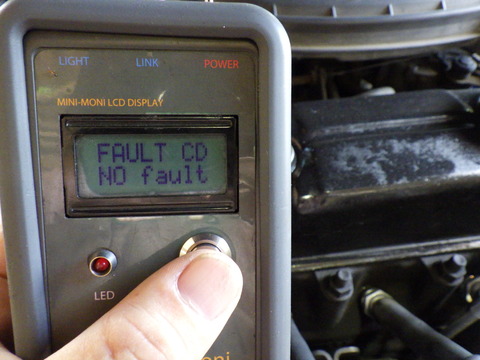 LIGHT LINK POWER
MINI-MONI LCD DISPLAY
FAULT CD
NO fault
LED